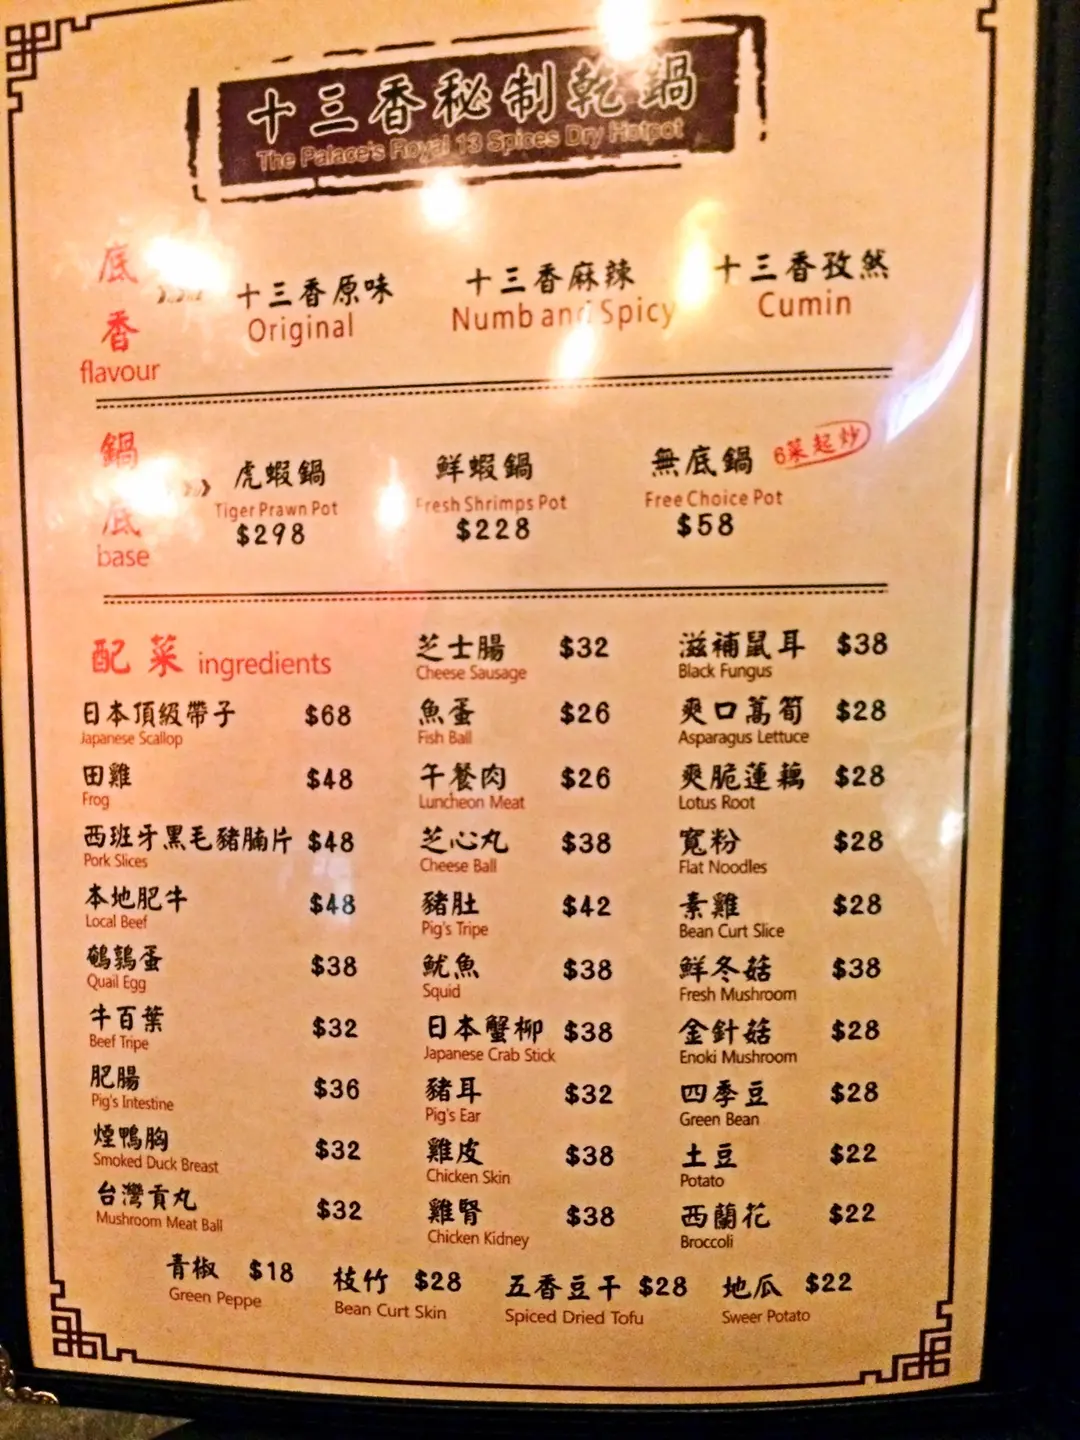 十三香秘制乾鍋
The Palace's Royal 13 Spices Dry Hotpot
底香
flavour
十三香原味
Original
十三香麻辣
Numb and Spicy
十三香孜然
Cumin
鍋底
base
虎蝦鍋
Tiger Prawn Pot
$298
鮮蝦鍋
Fresh Shrimps Pot
$228
無底鍋
Free Choice Pot
$58
6菜起炒
配菜 ingredients
日本頂級帶子 $68
Japanese Scallop
田雞 $48
Frog
西班牙黑毛豬腩片 $48
Pork Slices
本地肥牛 $48
Local Beef
鵪鶉蛋 $38
Quail Egg
牛百葉 $32
Beef Tripe
肥腸 $36
Pig's Intestine
煙鴨胸 $32
Smoked Duck Breast
台灣貢丸 $32
Mushroom Meat Ball
芝士腸 $32
Cheese Sausage
魚蛋 $26
Fish Ball
午餐肉 $26
Luncheon Meat
芝心丸 $38
Cheese Ball
豬肚 $42
Pig's Tripe
魷魚 $38
Squid
日本蟹柳 $38
Japanese Crab Stick
豬耳 $32
Pig's Ear
雞皮 $38
Chicken Skin
雞腎 $38
Chicken Kidney
滋補鼠耳 $38
Black Fungus
爽口萵筍 $28
Asparagus Lettuce
爽脆蓮藕 $28
Lotus Root
寬粉 $28
Flat Noodles
素雞 $28
Bean Curt Slice
鮮冬菇 $38
Fresh Mushroom
金針菇 $28
Enoki Mushroom
四季豆 $28
Green Bean
土豆 $22
Potato
西蘭花 $22
Broccoli
青椒 $18
Green Peppe
枝竹 $28
Bean Curt Skin
五香豆干 $28
Spiced Dried Tofu
地瓜 $22
Sweer Potato